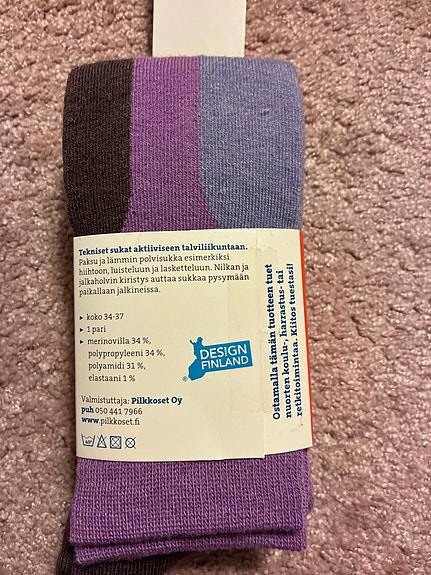 Tekniset sukat aktiiviseen talviliikuntaan.
Paksu ja lämmin polvisukka esimerkiksi
hiihtoon, luisteluun ja lasketteluun. Nilkan ja
jalkaholvin kiristys auttaa sukkaa pysymään
paikallaan jalkineissa.
▸ koko 34-37
▸ 1 pari
▸ merinovilla 34 %,
polypropyleeni 34 %,
polyamidi 31 %,
elastaani 1 %
DESIGN
FINLAND
®
Valmistuttaja: Pilkkoset Oy
puh 050 441 7966
www.pilkkoset.fi
40°
Ostamalla tämän tuotteen tuet
nuorten koulu-, harrastus- tai
retkitoimintaa. Kiitos tuestasi!